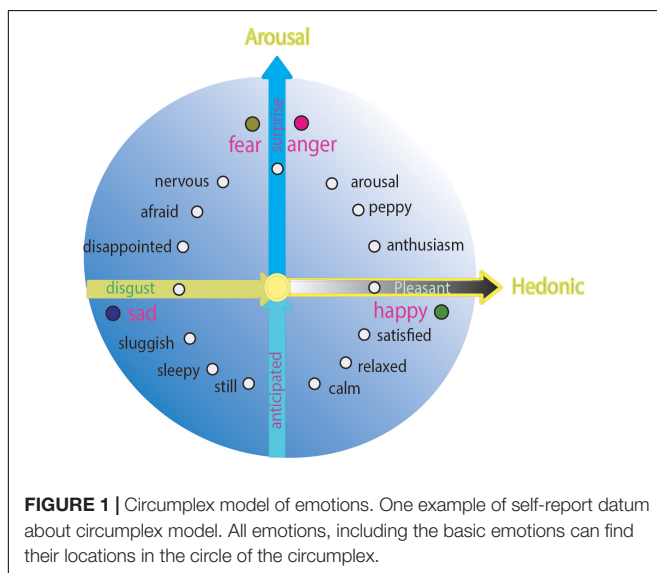 Arousal
surprise
fear
anger
nervous
arousal
afraid
peppy
disappointed
anthusiasm
disgust
Pleasant
Hedonic
sad
happy
sluggish
satisfied
sleepy
relaxed
still
calm
anticipated
FIGURE 1 | Circumplex model of emotions. One example of self-report datum
about circumplex model. All emotions, including the basic emotions can find
their locations in the circle of the circumplex.